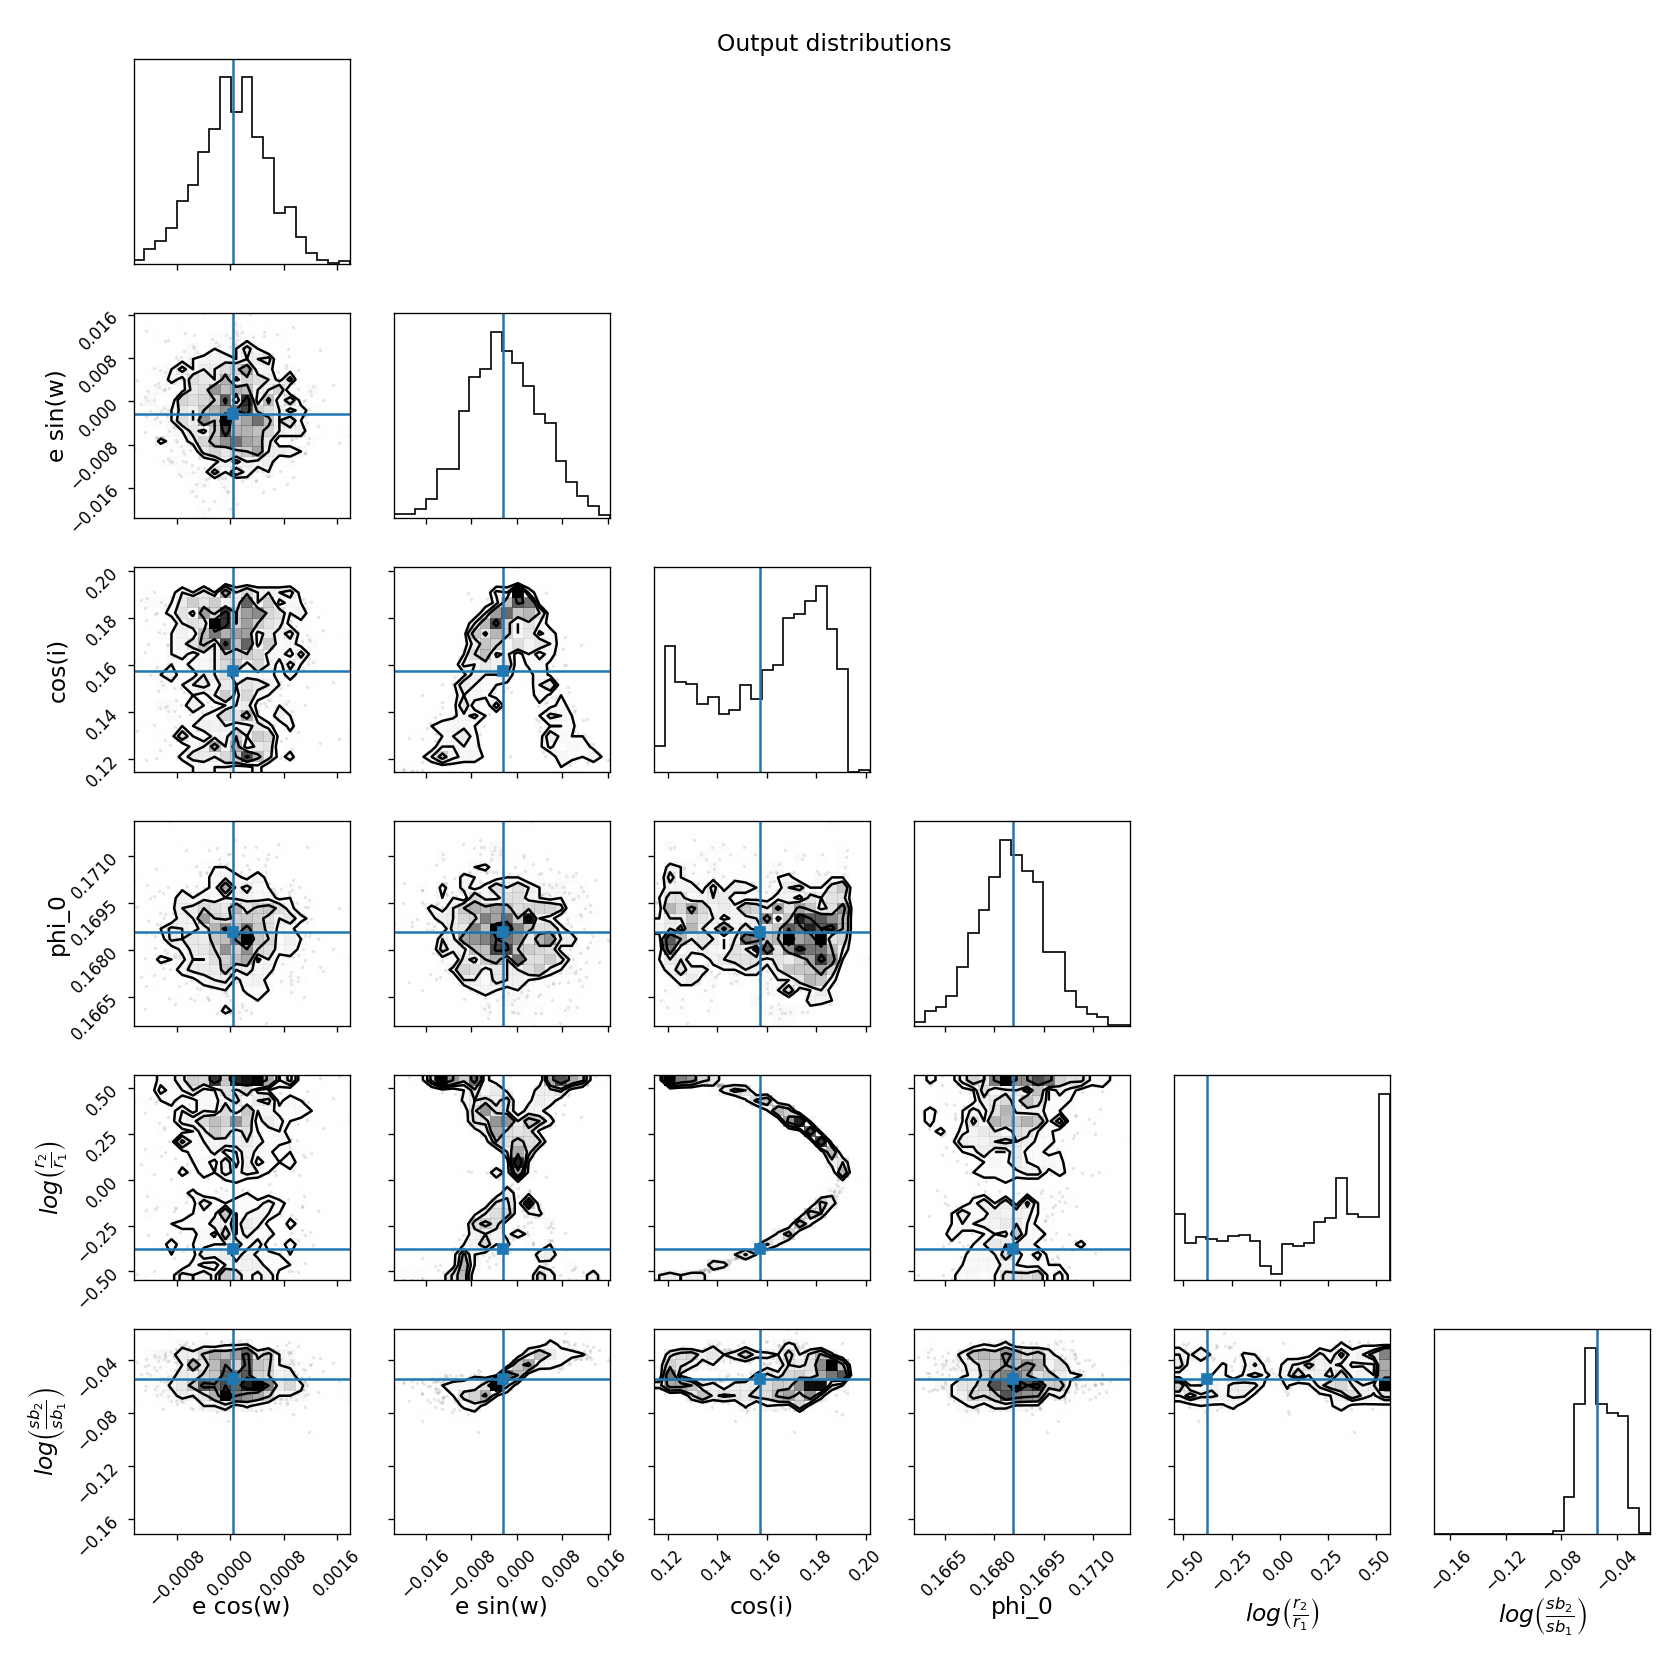 Output distributions
0.016
0.008
0.000
−0.008
−0.016
e sin(w)
0.20
0.18
0.16
0.14
0.12
cos(i)
0.1710
0.1695
0.1680
0.1665
phi_0
0.50
0.25
0.00
−0.25
−0.50
log(r2/r1)
−0.04
−0.08
−0.12
−0.16
log(sb2/sb1)
−0.0008 0.0000 0.0008 0.0016 −0.016 −0.008 0.000 0.008 0.016 0.12 0.14 0.16 0.18 0.20 0.1665 0.1680 0.1695 0.1710 −0.50 −0.25 0.00 0.25 0.50 −0.16 −0.12 −0.08 −0.04
e cos(w) e sin(w) cos(i) phi_0 log(r2/r1) log(sb2/sb1)